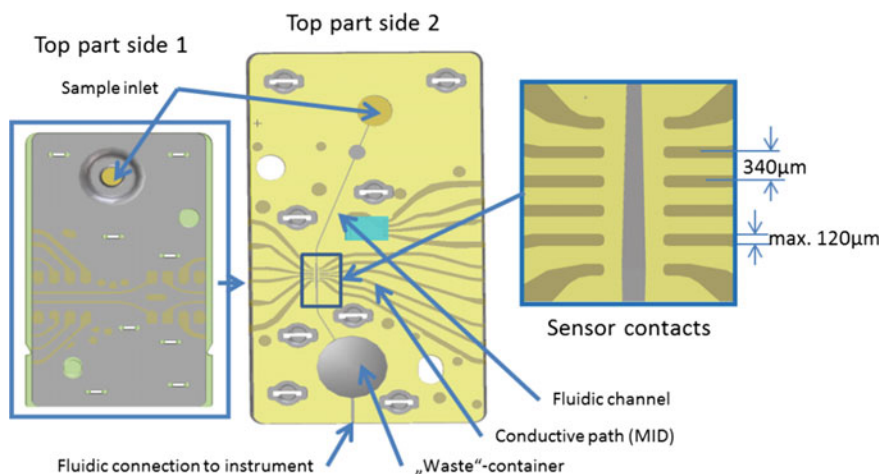 Top part side 1
Top part side 2
Sample inlet
340µm
max. 120µm
Sensor contacts
Fluidic channel
Conductive path (MID)
Fluidic connection to instrument
„Waste“-container